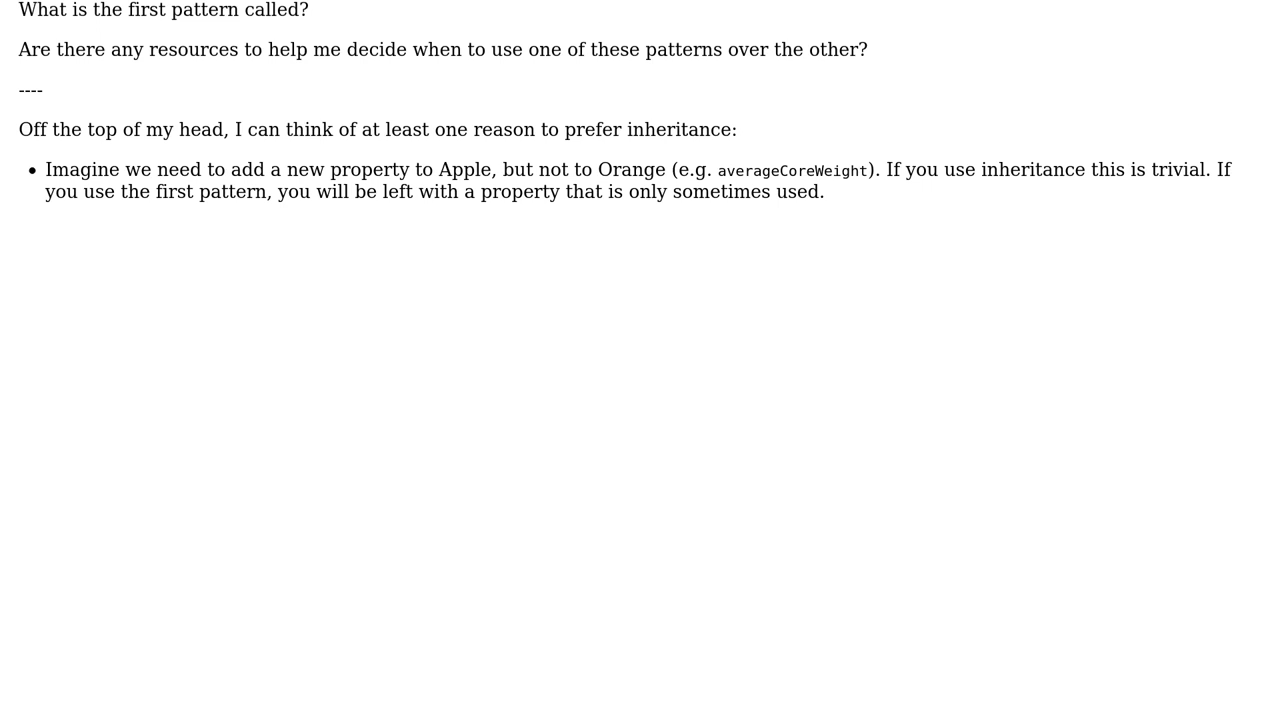 What is the first pattern called?
Are there any resources to help me decide when to use one of these patterns over the other?
----
Off the top of my head, I can think of at least one reason to prefer inheritance:
• Imagine we need to add a new property to Apple, but not to Orange (e.g. averageCoreWeight). If you use inheritance this is trivial. If
you use the first pattern, you will be left with a property that is only sometimes used.